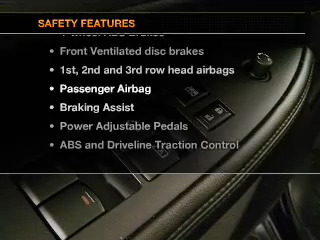 SAFETY FEATURES
• Front Ventilated disc brakes
• 1st, 2nd and 3rd row head airbags
• Passenger Airbag
• Braking Assist
• Power Adjustable Pedals
• ABS and Driveline Traction Control